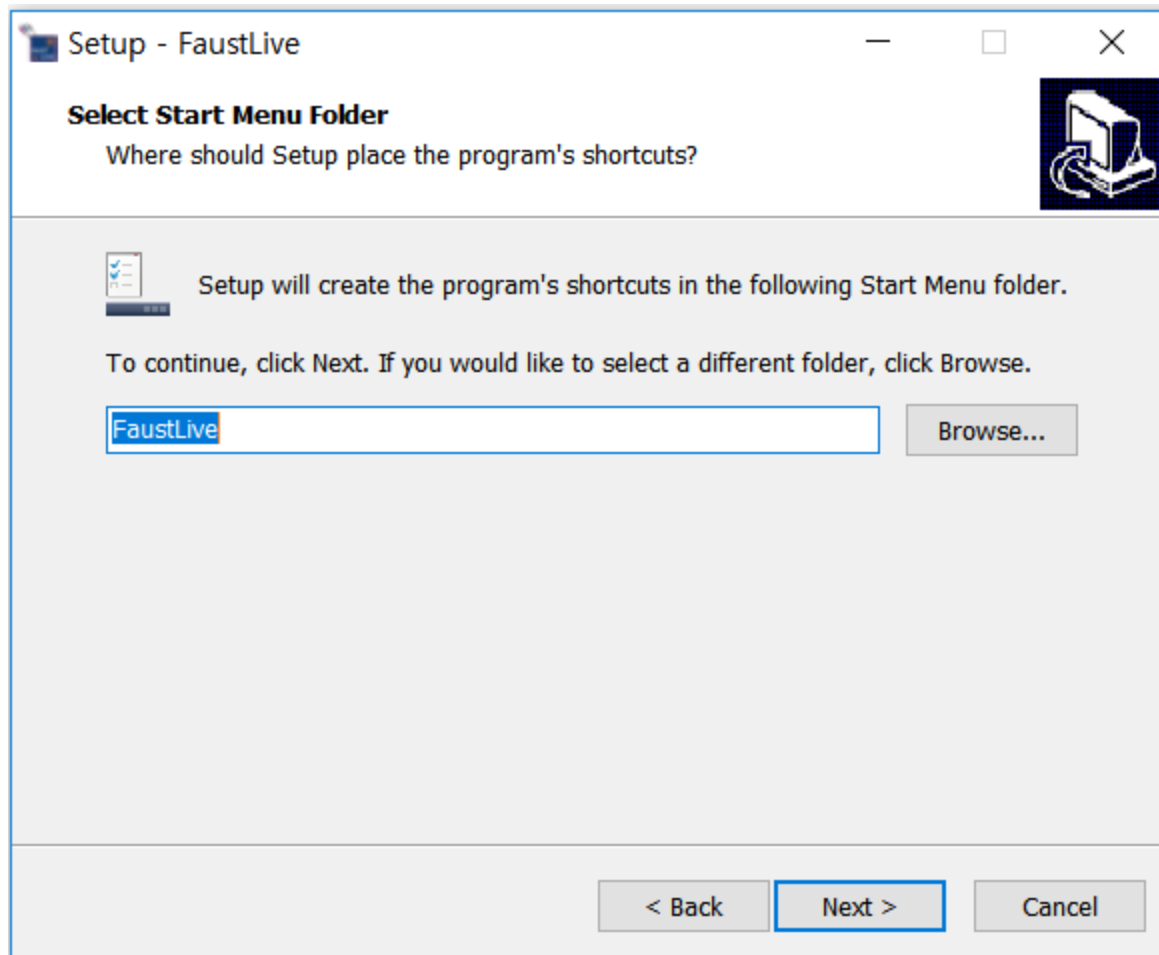 Setup - FaustLive
Select Start Menu Folder
Where should Setup place the program's shortcuts?
Setup will create the program's shortcuts in the following Start Menu folder.
To continue, click Next. If you would like to select a different folder, click Browse.
FaustLive
Browse...
< Back
Next >
Cancel